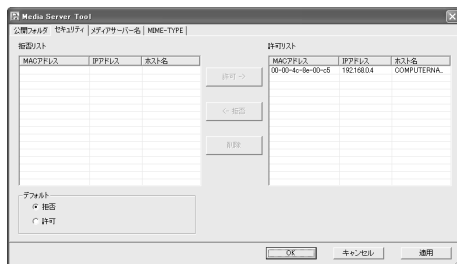 Media Server Tool
公開フォルダ セキュリティ メディアサーバー名 MIME-TYPE
拒否リスト
許可リスト
MACアドレス IPアドレス ホスト名
MACアドレス IPアドレス ホスト名
00-00-4c-8e-00-c5 192.168.0.4 COMPUTERNA...
許可 ->
<- 拒否
削除
デフォルト
拒否
許可
OK キャンセル 適用